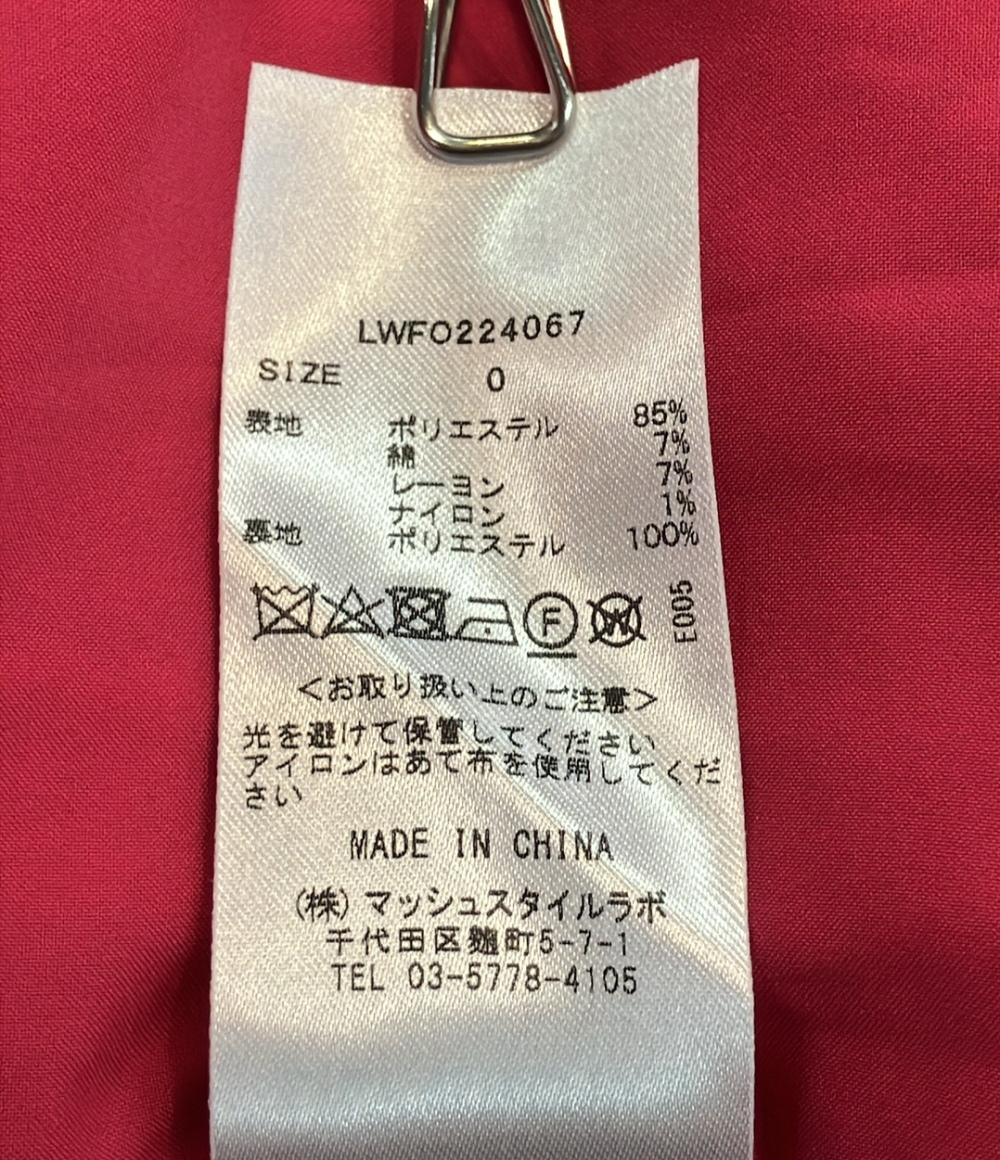 LWFO224067
SIZE 0
表地 ポリエステル 85%
綿 7%
レーヨン 7%
ナイロン 1%
裏地 ポリエステル 100%
F W E005
<お取り扱い上のご注意>
光を避けて保管してください
アイロンはあて布を使用してくだ
さい
MADE IN CHINA
(株) マッシュスタイルラボ
千代田区麹町5-7-1
TEL 03-5778-4105